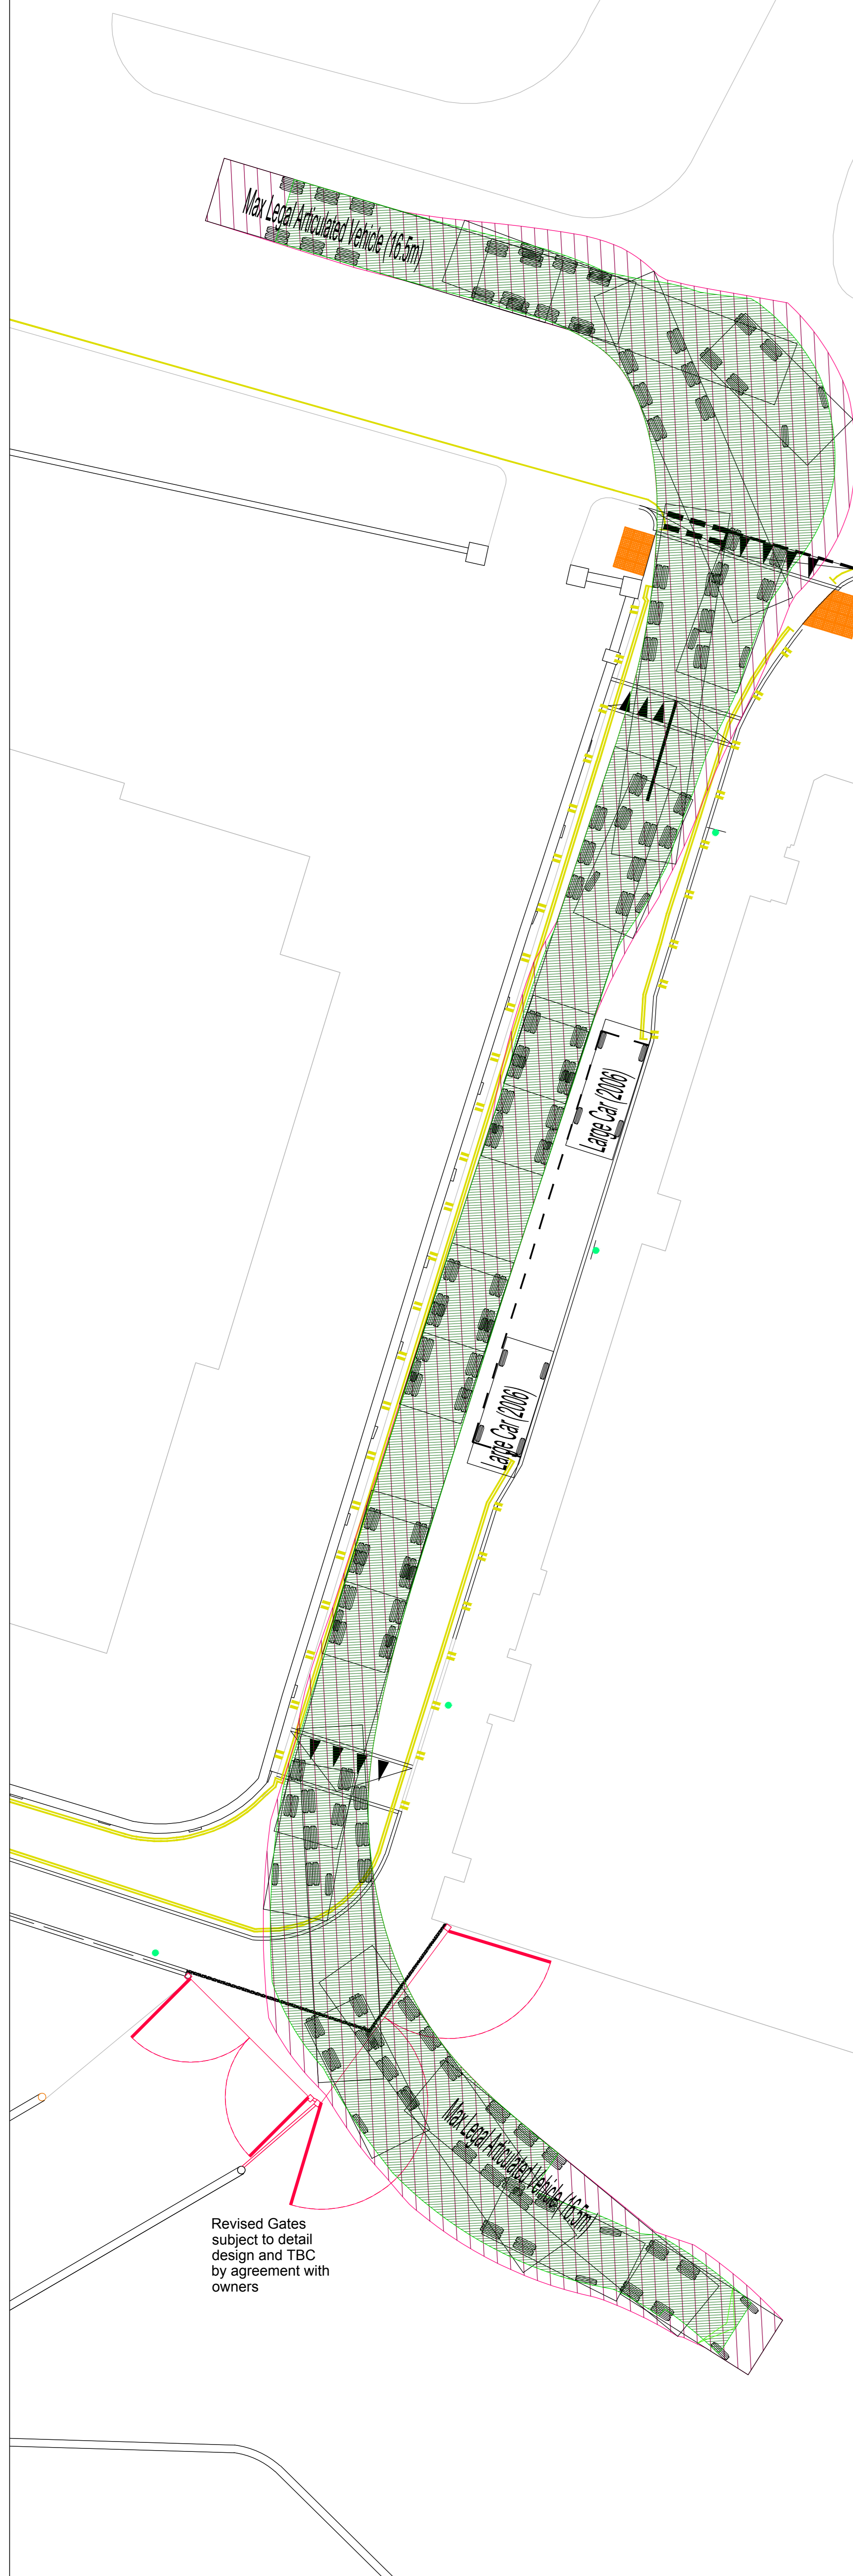 Max Legal Articulated Vehicle (16.5m)
Large Car (2006)
Large Car (2006)
Max Legal Articulated Vehicle (16.5m)
Revised Gates
subject to detail
design and TBC
by agreement with
owners